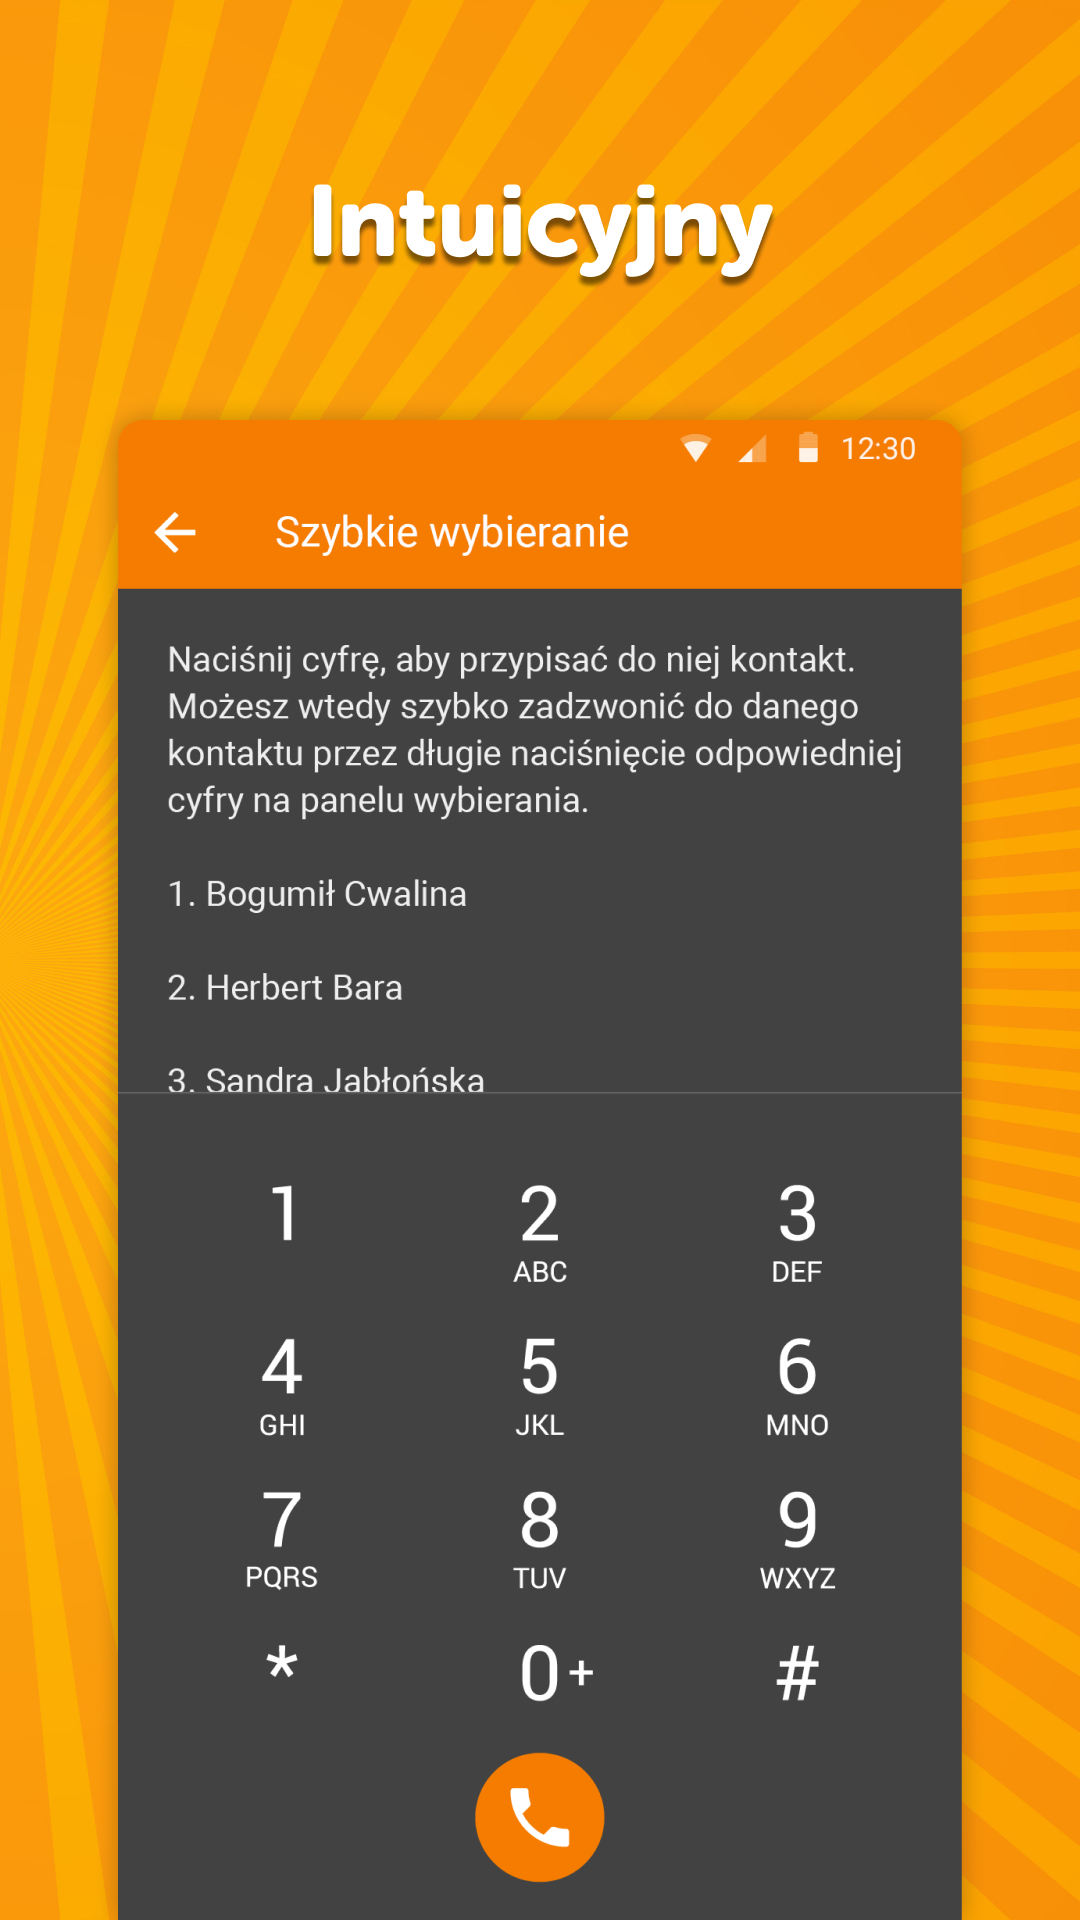 Intuicyjny
12:30
Szybkie wybieranie
Naciśnij cyfrę, aby przypisać do niej kontakt.
Możesz wtedy szybko zadzwonić do danego
kontaktu przez długie naciśnięcie odpowiedniej
cyfry na panelu wybierania.
1. Bogumił Cwalina
2. Herbert Bara
3. Sandra Jabłońska
1 2 3
ABC DEF
4 5 6
GHI JKL MNO
7 8 9
PQRS TUV WXYZ
* 0 + #